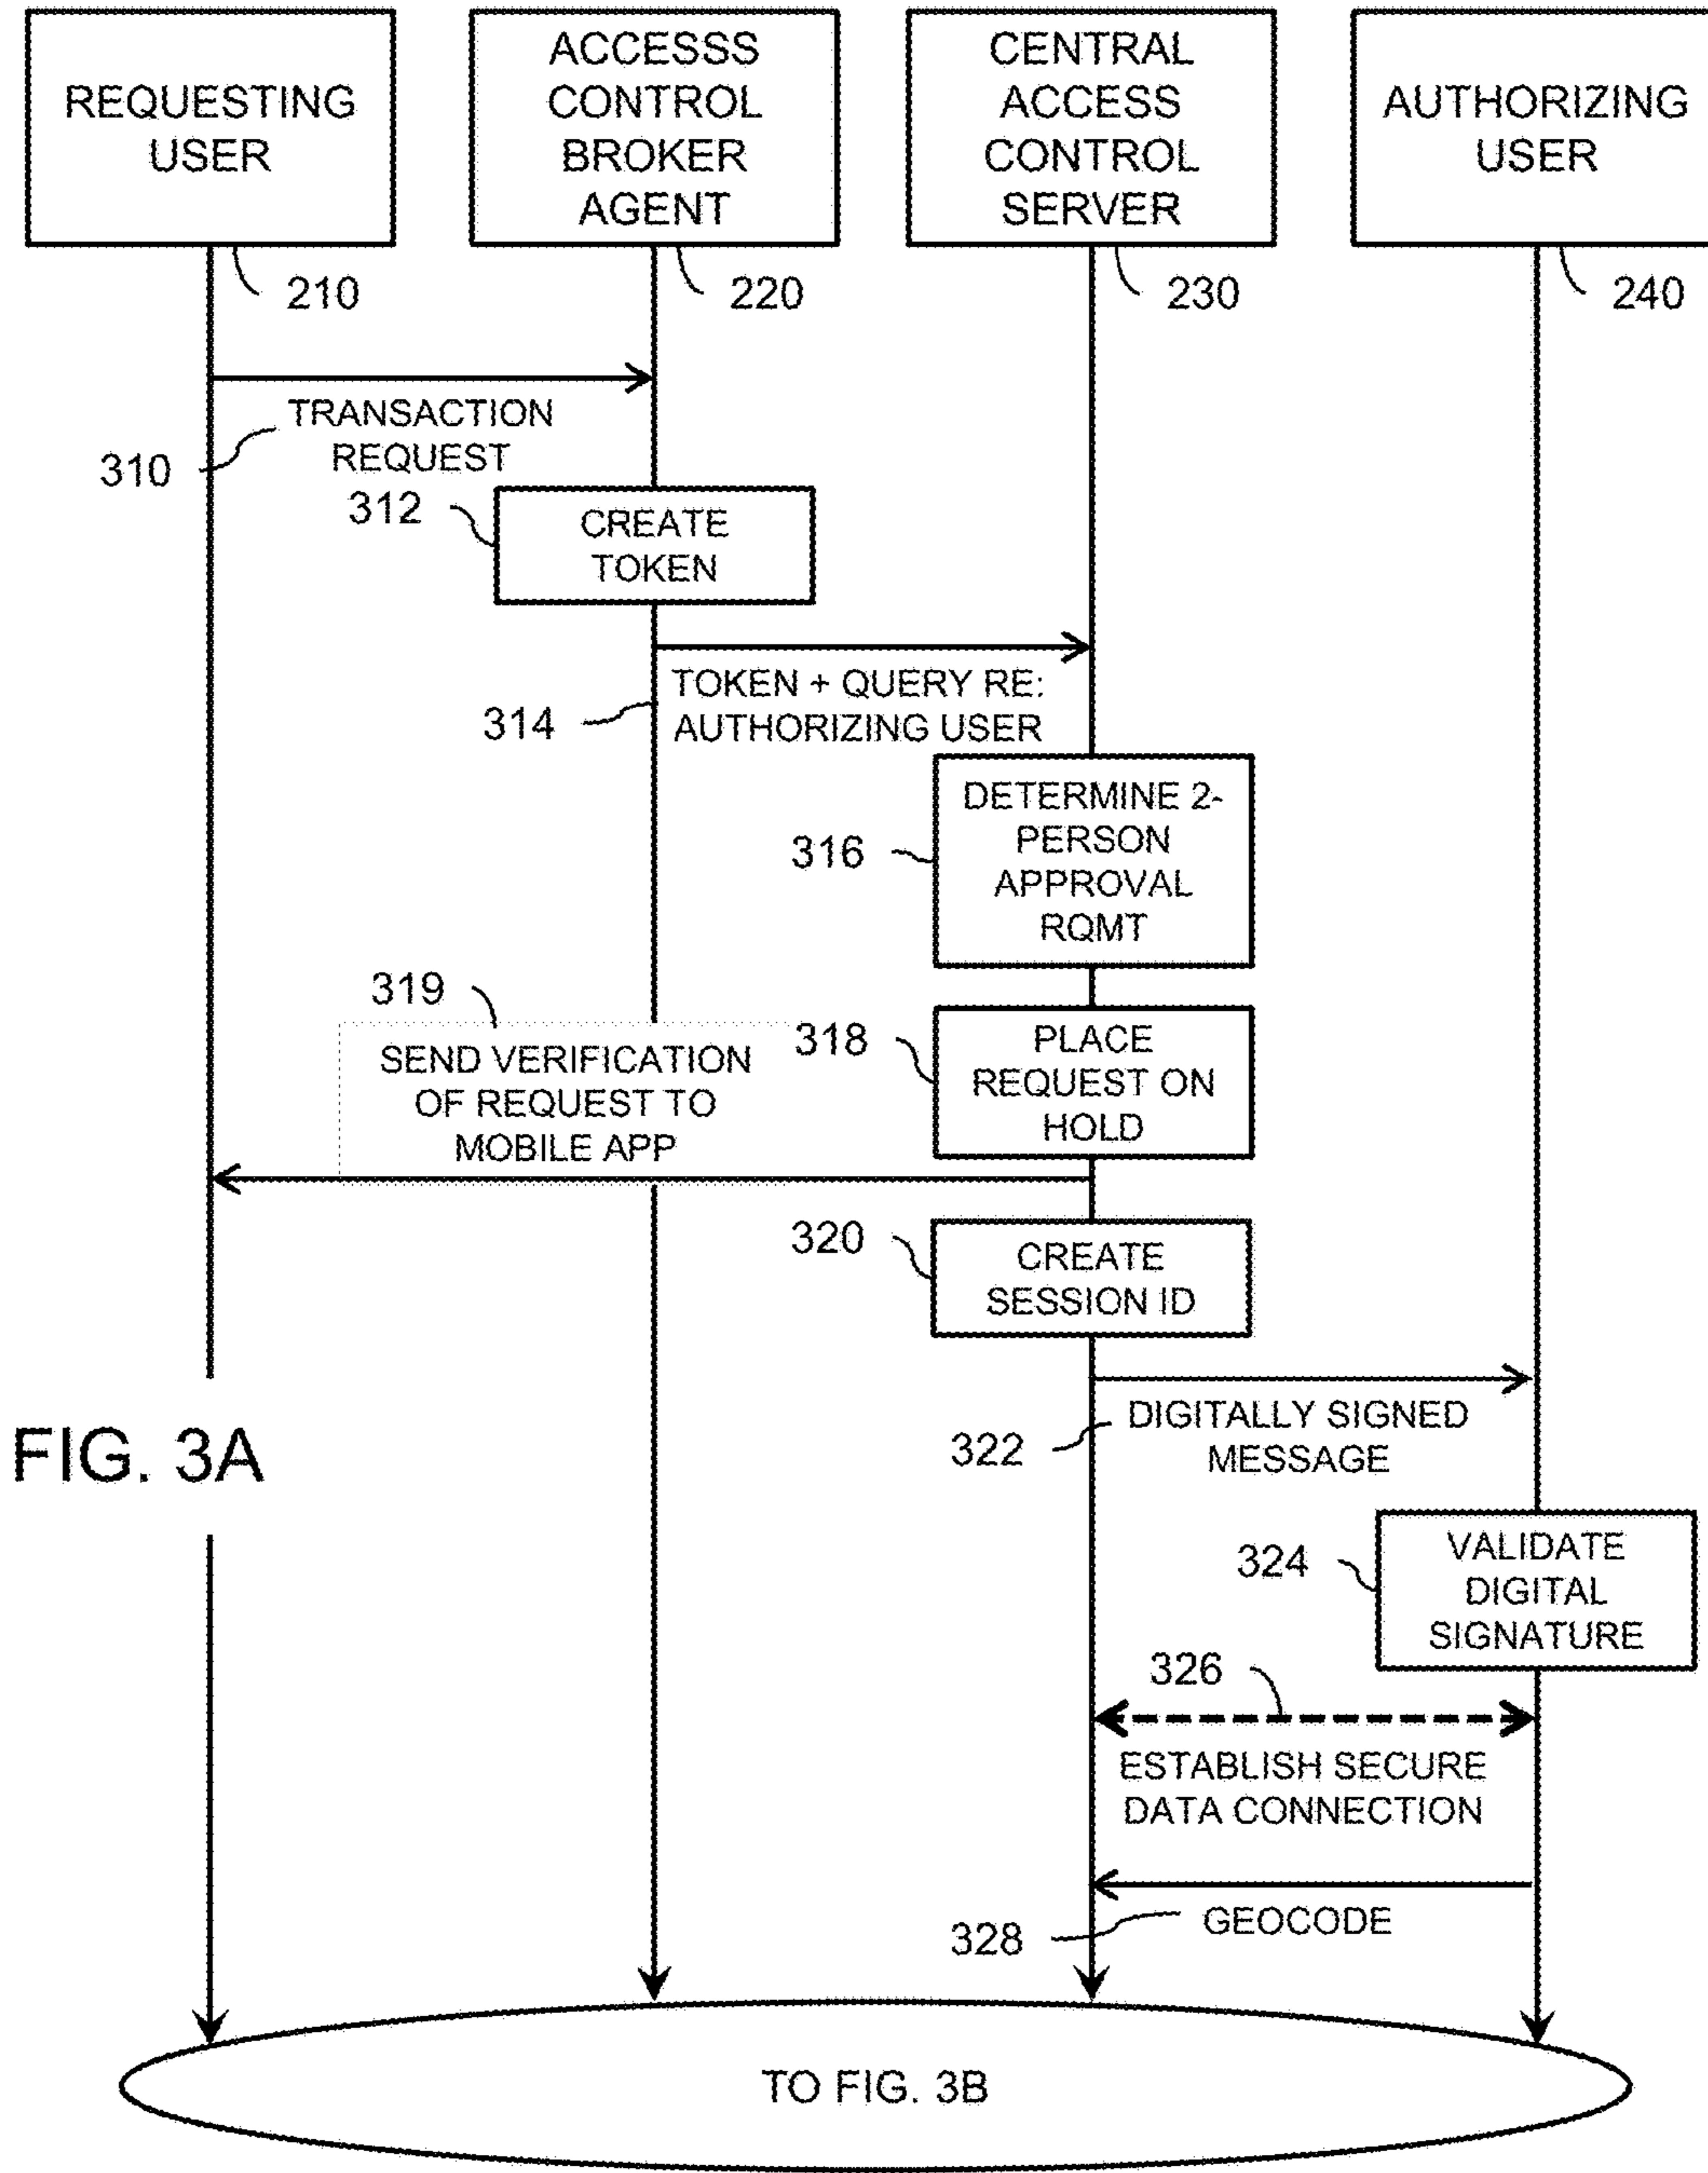 REQUESTING
USER
ACCESSS
CONTROL
BROKER
AGENT
CENTRAL
ACCESS
CONTROL
SERVER
AUTHORIZING
USER
210
220
230
240
TRANSACTION
REQUEST
310
312
CREATE
TOKEN
314
TOKEN + QUERY RE:
AUTHORIZING USER
316
DETERMINE 2-
PERSON
APPROVAL
RQMT
319
SEND VERIFICATION
OF REQUEST TO
MOBILE APP
318
PLACE
REQUEST ON
HOLD
320
CREATE
SESSION ID
FIG. 3A
322
DIGITALLY SIGNED
MESSAGE
324
VALIDATE
DIGITAL
SIGNATURE
326
ESTABLISH SECURE
DATA CONNECTION
328
GEOCODE
TO FIG. 3B